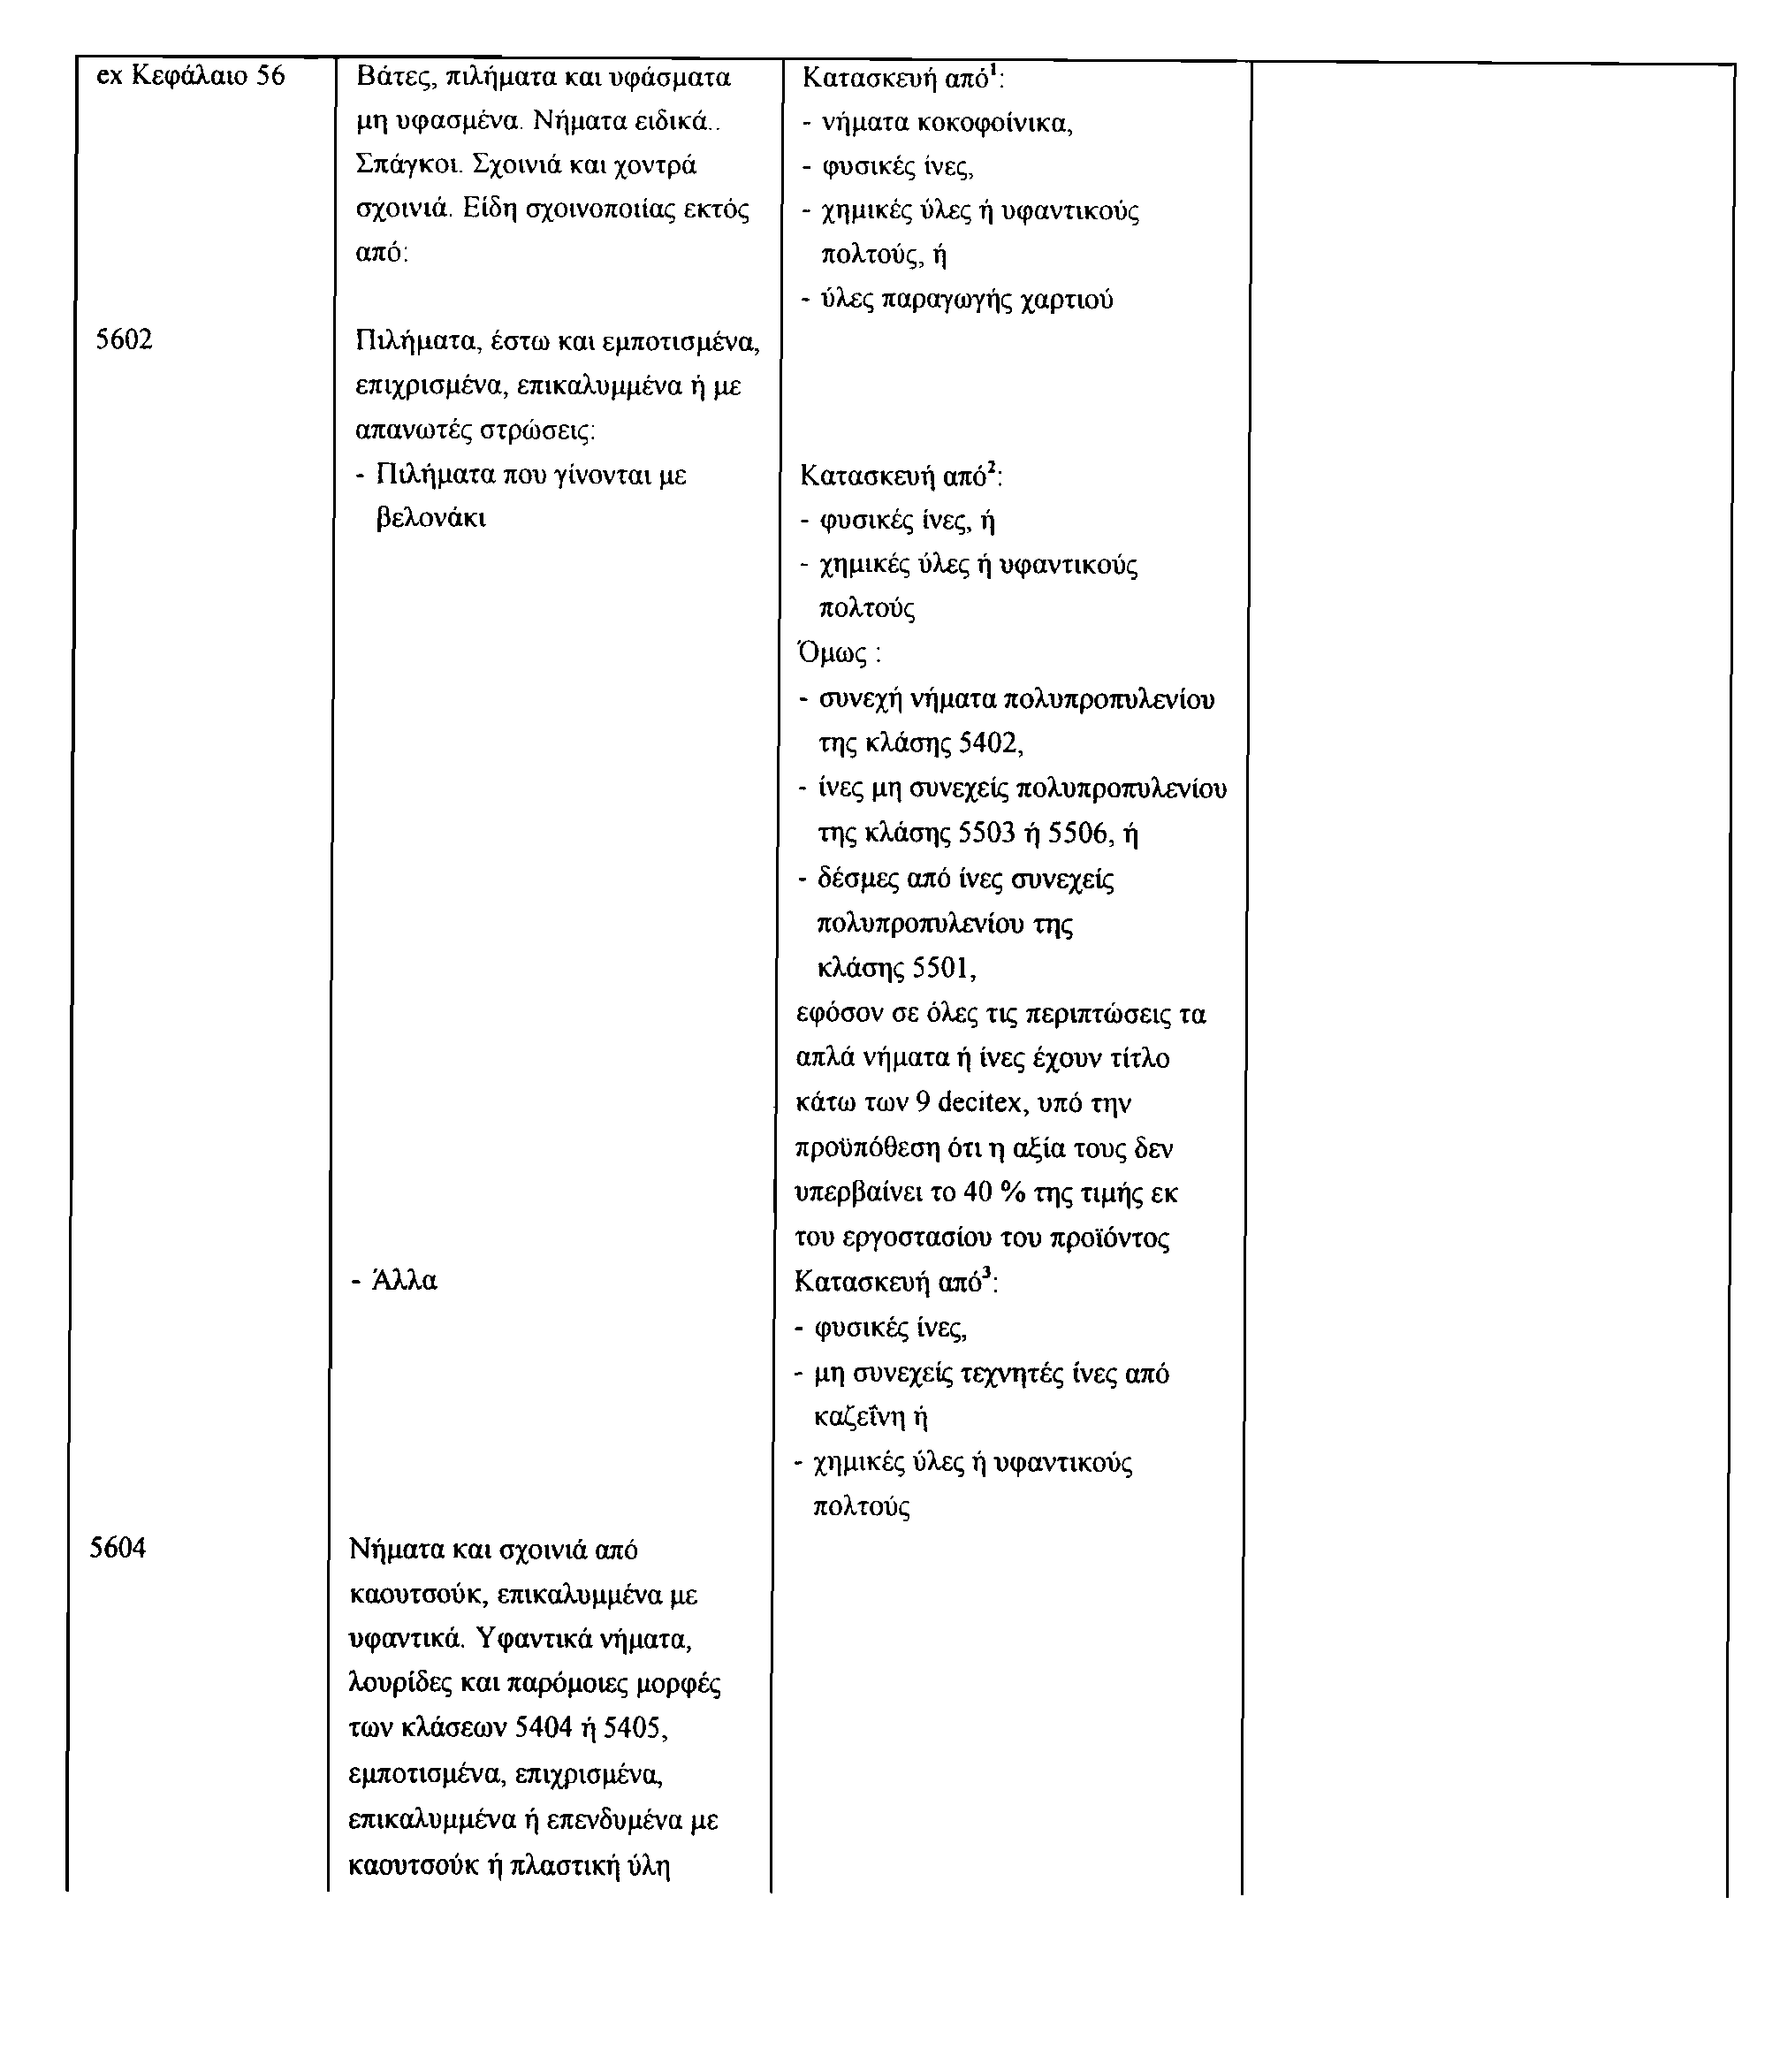 ex Κεφάλαιο 56
Βάτες, πιλήματα και υφάσματα
μη υφασμένα. Νήματα ειδικά..
Σπάγκοι. Σχοινιά και χοντρά
σχοινιά. Είδη σχοινοποιίας εκτός
από:
Κατασκευή από¹:
- νήματα κοκοφοίνικα,
- φυσικές ίνες,
- χημικές ύλες ή υφαντικούς
πολτούς, ή
- ύλες παραγωγής χαρτιού
5602
Πιλήματα, έστω και εμποτισμένα,
επιχρισμένα, επικαλυμμένα ή με
απανωτές στρώσεις:
- Πιλήματα που γίνονται με
βελονάκι
Κατασκευή από²:
- φυσικές ίνες, ή
- χημικές ύλες ή υφαντικούς
πολτούς
Όμως :
- συνεχή νήματα πολυπροπυλενίου
της κλάσης 5402,
- ίνες μη συνεχείς πολυπροπυλενίου
της κλάσης 5503 ή 5506, ή
- δέσμες από ίνες συνεχείς
πολυπροπυλενίου της
κλάσης 5501,
εφόσον σε όλες τις περιπτώσεις τα
απλά νήματα ή ίνες έχουν τίτλο
κάτω των 9 decitex, υπό την
προϋπόθεση ότι η αξία τους δεν
υπερβαίνει το 40 % της τιμής εκ
του εργοστασίου του προϊόντος
- Άλλα
Κατασκευή από³:
- φυσικές ίνες,
- μη συνεχείς τεχνητές ίνες από
καζεΐνη ή
- χημικές ύλες ή υφαντικούς
πολτούς
5604
Νήματα και σχοινιά από
καουτσούκ, επικαλυμμένα με
υφαντικά. Υφαντικά νήματα,
λουρίδες και παρόμοιες μορφές
των κλάσεων 5404 ή 5405,
εμποτισμένα, επιχρισμένα,
επικαλυμμένα ή επενδυμένα με
καουτσούκ ή πλαστική ύλη